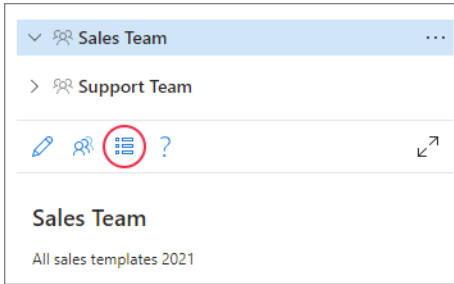 Sales Team
Support Team
?
Sales Team
All sales templates 2021